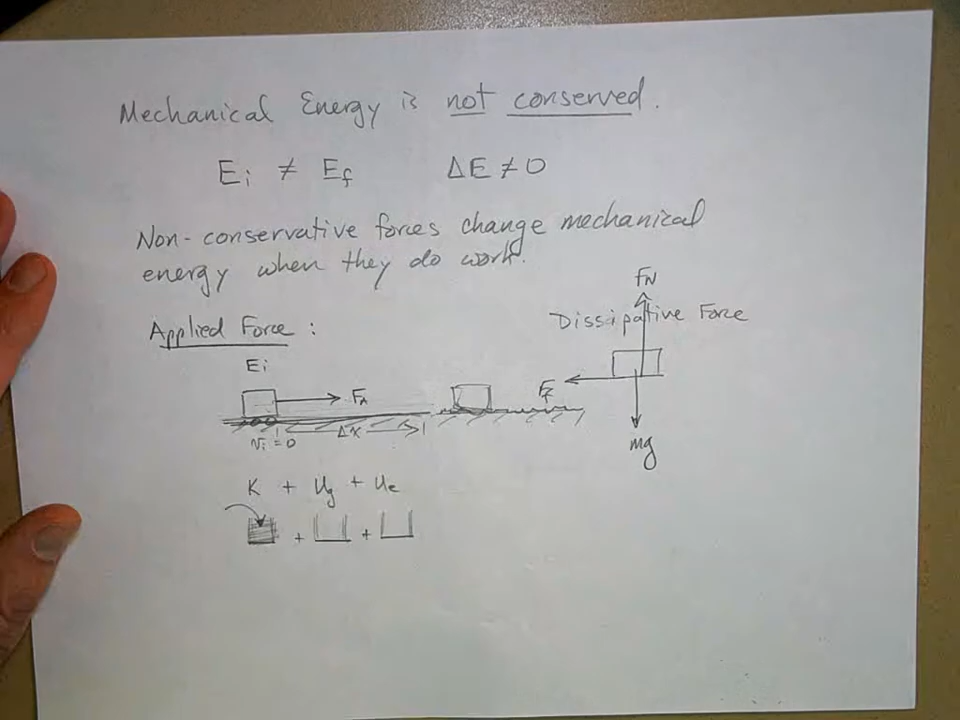 Mechanical Energy is not conserved.
Ei ≠ Ef ΔE ≠ 0
Non-conservative forces change mechanical
energy when they do work.
FN
Applied Force :
Dissipative Force
Ei
FA
Ff
vi = 0
Δx
mg
K + Ug + Ue
+ +